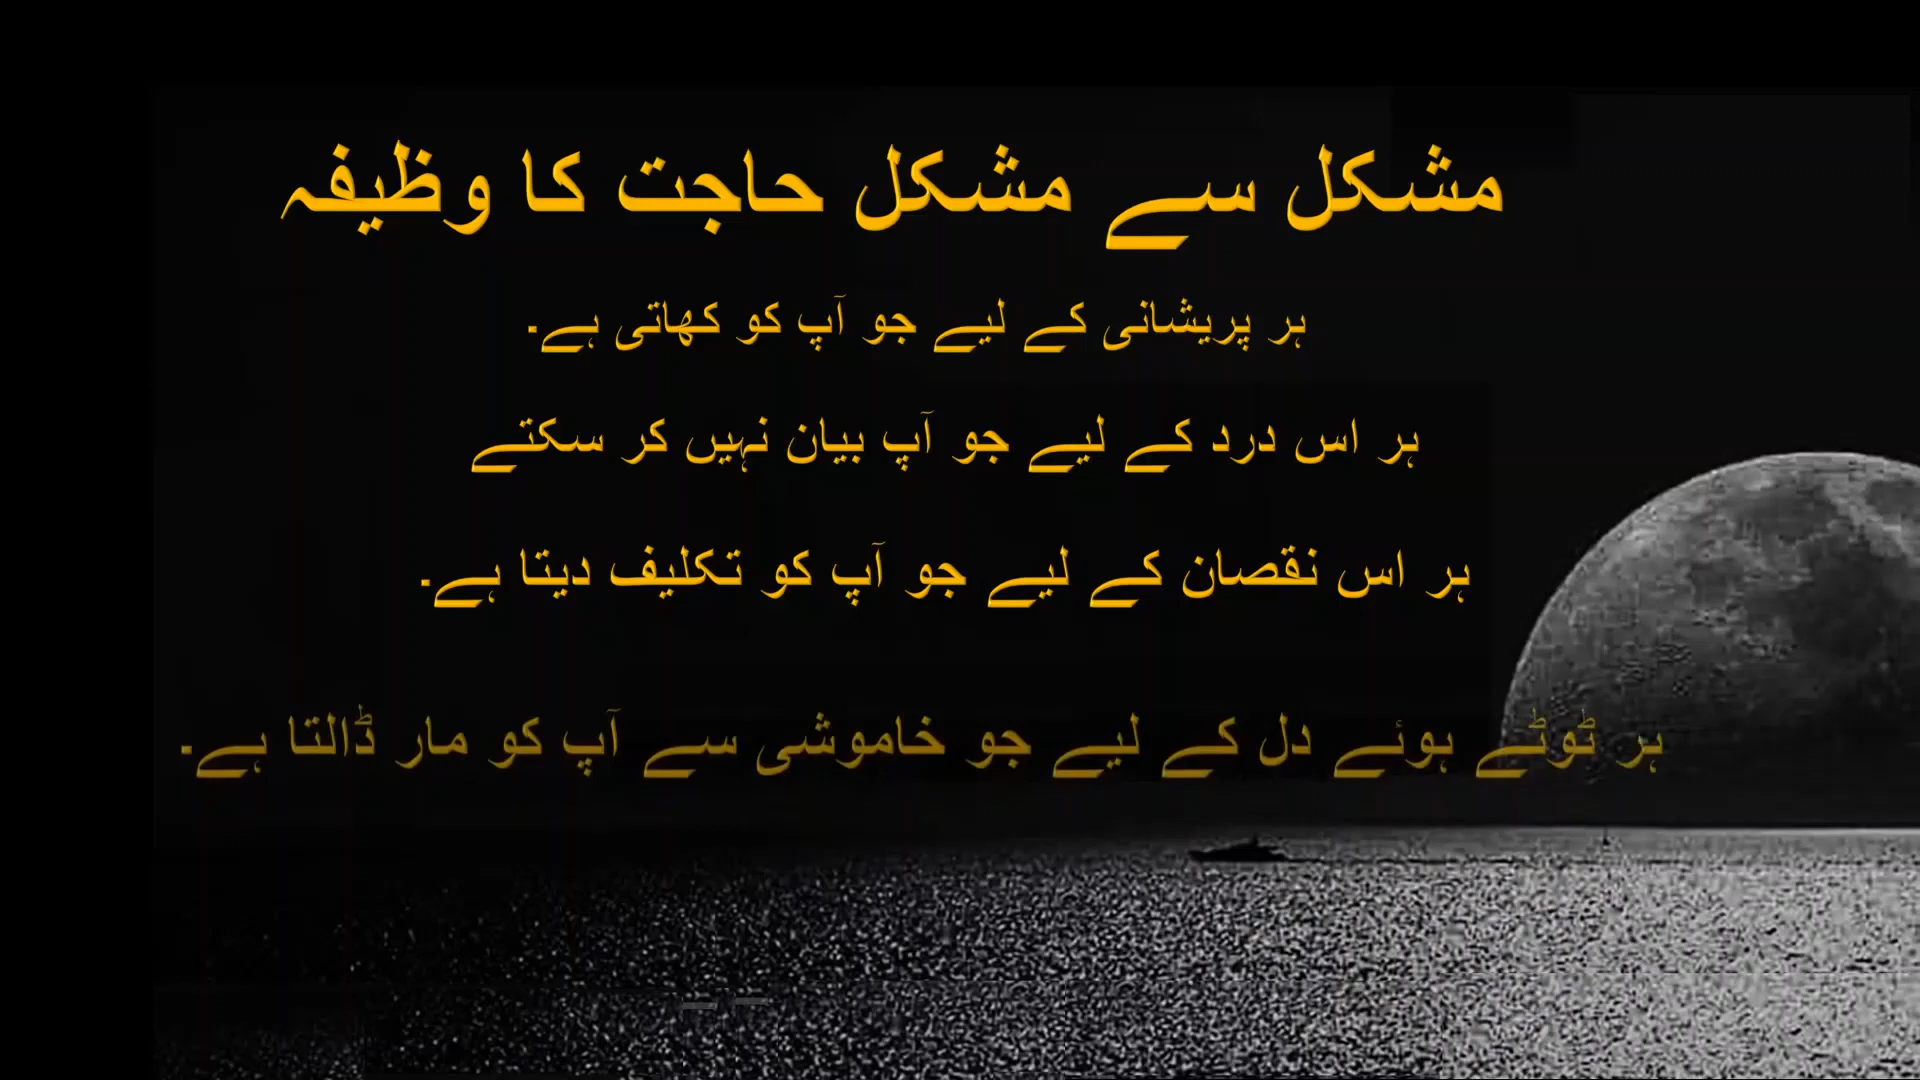 مشکل سے مشکل حاجت کا وظیفہ
ہر پریشانی کے لیے جو آپ کو کھاتی ہے.
ہر اس درد کے لیے جو آپ بیان نہیں کر سکتے
ہر اس نقصان کے لیے جو آپ کو تکلیف دیتا ہے.
ہر ٹوٹے ہوئے دل کے لیے جو خاموشی سے آپ کو مار ڈالتا ہے.